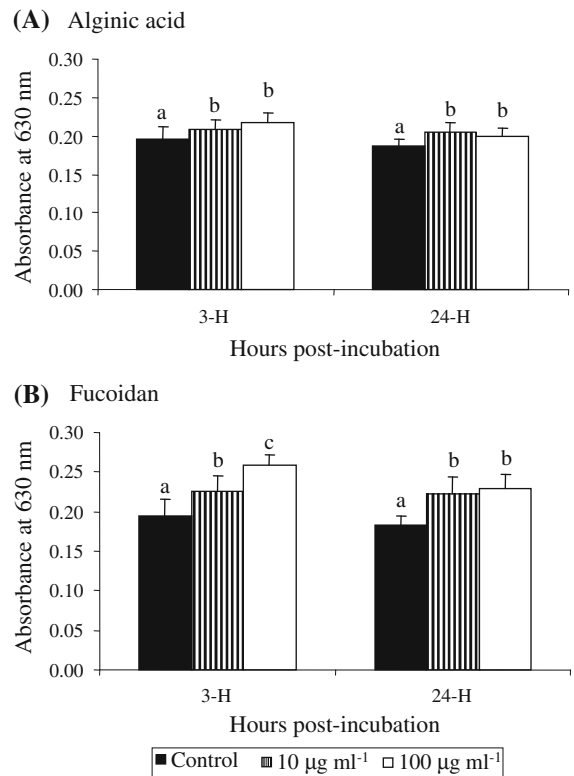 (A) Alginic acid
Absorbance at 630 nm
0.30
0.25
0.20
0.15
0.10
0.05
0.00
a b b a b b
3-H 24-H
Hours post-incubation
(B) Fucoidan
Absorbance at 630 nm
0.30
0.25
0.20
0.15
0.10
0.05
0.00
a b c a b b
3-H 24-H
Hours post-incubation
Control 10 µg ml⁻¹ 100 µg ml⁻¹